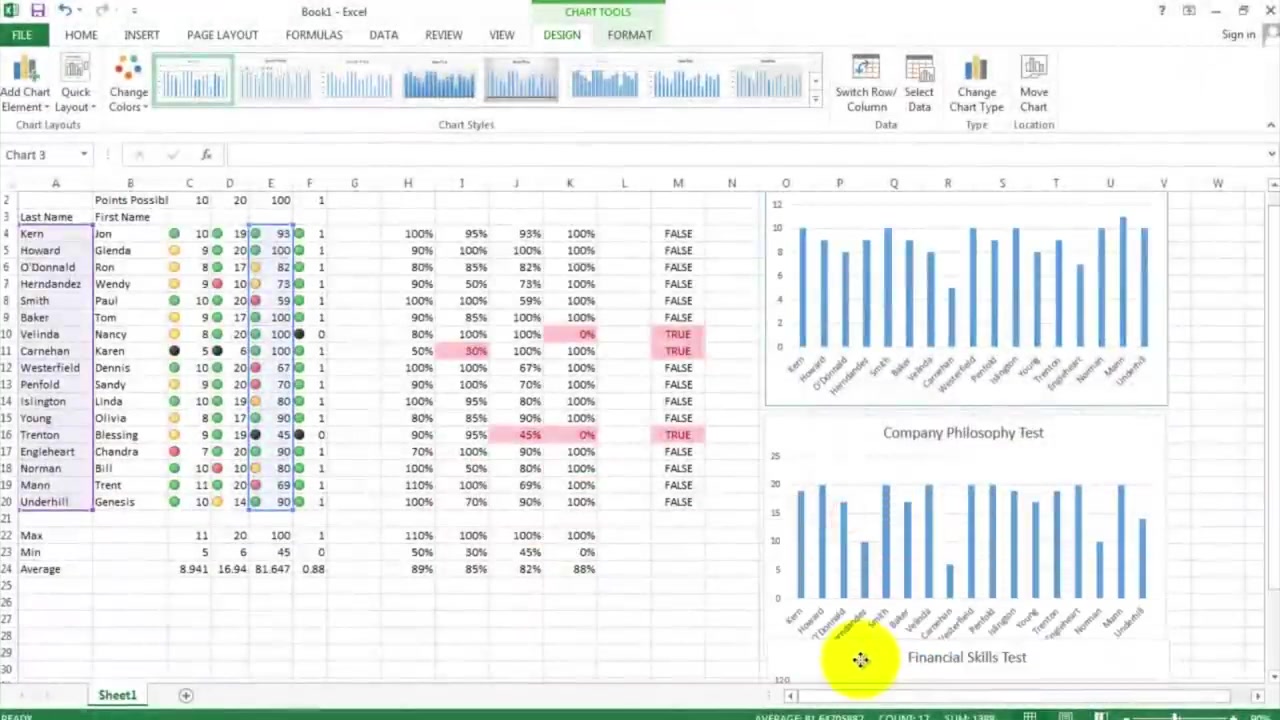 Book1 - Excel
CHART TOOLS
?
FILE HOME INSERT PAGE LAYOUT FORMULAS DATA REVIEW VIEW DESIGN FORMAT Sign in
Add Chart Quick Change Switch Row/ Select Change Move
Element Layout Colors Column Data Chart Type Chart
Chart Layouts Chart Styles Data Type Location
Chart 3 fx
A B C D E F G H I J K L M N O P Q R S T U V W
2 Points Possibl 10 20 100 1
3 Last Name First Name
4 Kern Jon 10 19 93 1 100% 95% 93% 100% FALSE
5 Howard Glenda 9 20 100 1 90% 100% 100% 100% FALSE
6 O'Donnald Ron 8 17 82 1 80% 85% 82% 100% FALSE
7 Herndandez Wendy 9 10 73 1 90% 50% 73% 100% FALSE
8 Smith Paul 10 20 59 1 100% 100% 59% 100% FALSE
9 Baker Tom 9 17 100 1 90% 85% 100% 100% FALSE
10 Velinda Nancy 8 20 100 0 80% 100% 100% 0% TRUE
11 Carnehan Karen 5 6 100 1 50% 30% 100% 100% TRUE
12 Westerfield Dennis 10 20 67 1 100% 100% 67% 100% FALSE
13 Penfold Sandy 9 20 70 1 90% 100% 70% 100% FALSE
14 Islington Linda 10 19 80 1 100% 95% 80% 100% FALSE
15 Young Olivia 8 17 90 1 80% 85% 90% 100% FALSE
16 Trenton Blessing 9 19 45 0 90% 95% 45% 0% TRUE
17 Engleheart Chandra 7 20 90 1 70% 100% 90% 100% FALSE
18 Norman Bill 10 10 80 1 100% 50% 80% 100% FALSE
19 Mann Trent 11 20 69 1 110% 100% 69% 100% FALSE
20 Underhill Genesis 10 14 90 1 100% 70% 90% 100% FALSE
21
22 Max 11 20 100 1 110% 100% 100% 100%
23 Min 5 6 45 0 50% 30% 45% 0%
24 Average 8.941 16.94 81.647 0.88 89% 85% 82% 88%
25
26
27
28
29
30
12
10
8
6
4
2
0
Kern Howard O'Donnald Herndandez Smith Baker Velinda Carnehan Westerfield Penfold Islington Young Trenton Engleheart Norman Mann Underhill
Company Philosophy Test
25
20
15
10
5
0
Kern Howard O'Donnald Smith Baker Velinda Carnehan Westerfield Penfold Islington Young Trenton Norman Mann Underhill
Financial Skills Test
120
Sheet1
READY AVERAGE: 81.64705882 COUNT: 17 SUM: 1388 90%